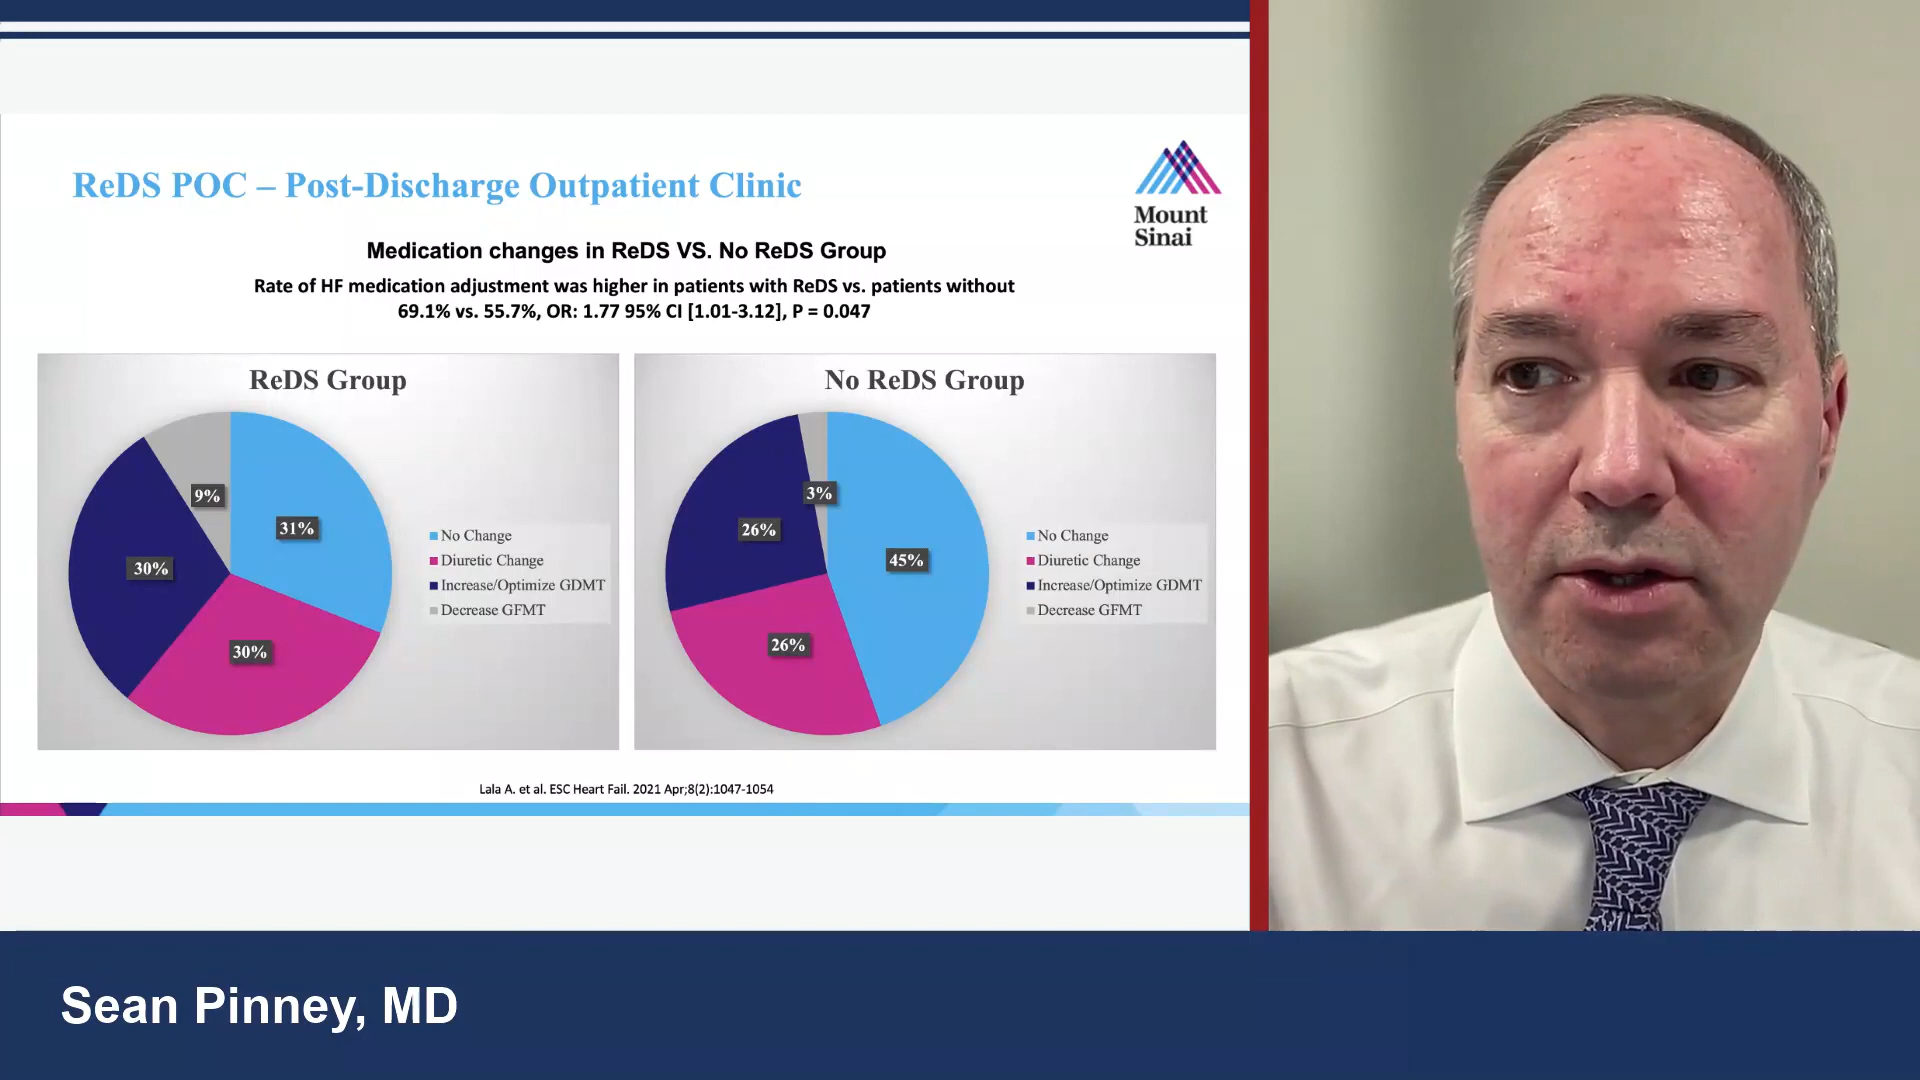 ReDS POC – Post-Discharge Outpatient Clinic
Mount
Sinai
Medication changes in ReDS VS. No ReDS Group
Rate of HF medication adjustment was higher in patients with ReDS vs. patients without
69.1% vs. 55.7%, OR: 1.77 95% CI [1.01-3.12], P = 0.047
ReDS Group
9%
31%
30%
30%
No Change
Diuretic Change
Increase/Optimize GDMT
Decrease GFMT
No ReDS Group
3%
26%
45%
26%
No Change
Diuretic Change
Increase/Optimize GDMT
Decrease GFMT
Lala A. et al. ESC Heart Fail. 2021 Apr;8(2):1047-1054
Sean Pinney, MD